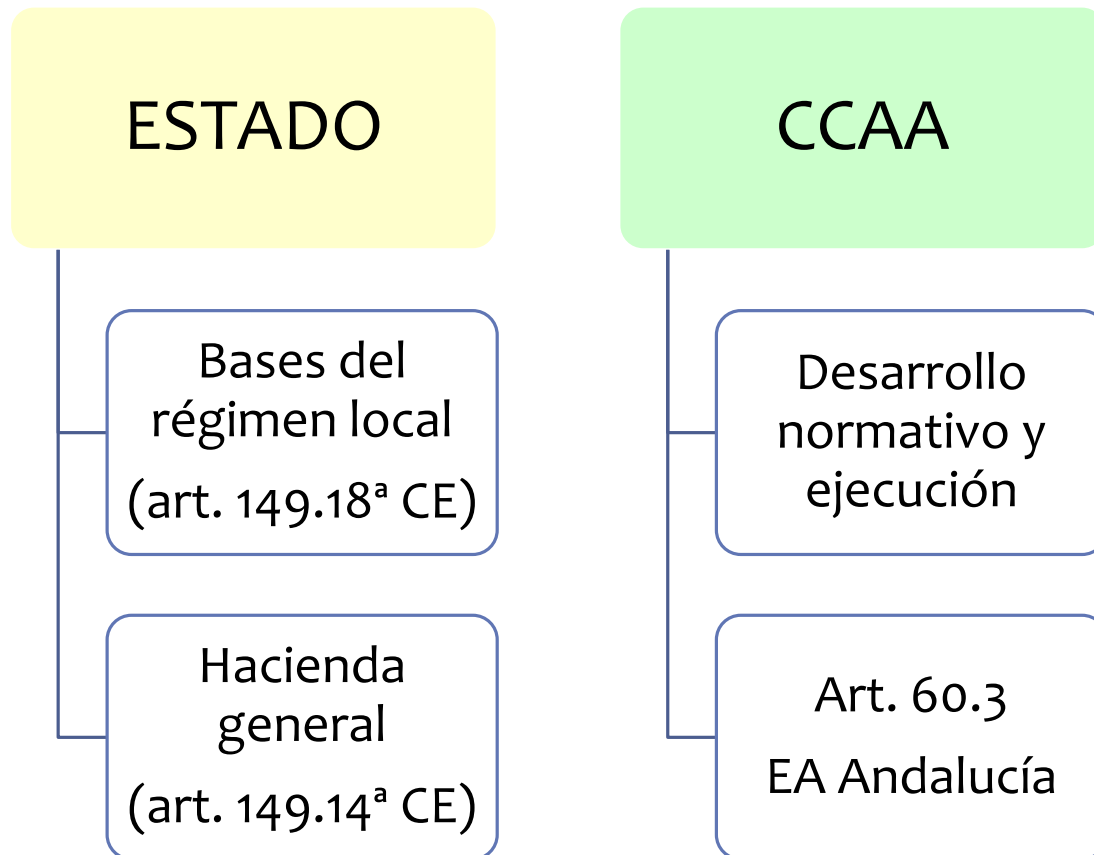 ESTADO
Bases del
régimen local
(art. 149.18ª CE)
Hacienda
general
(art. 149.14ª CE)
CCAA
Desarrollo
normativo y
ejecución
Art. 60.3
EA Andalucía